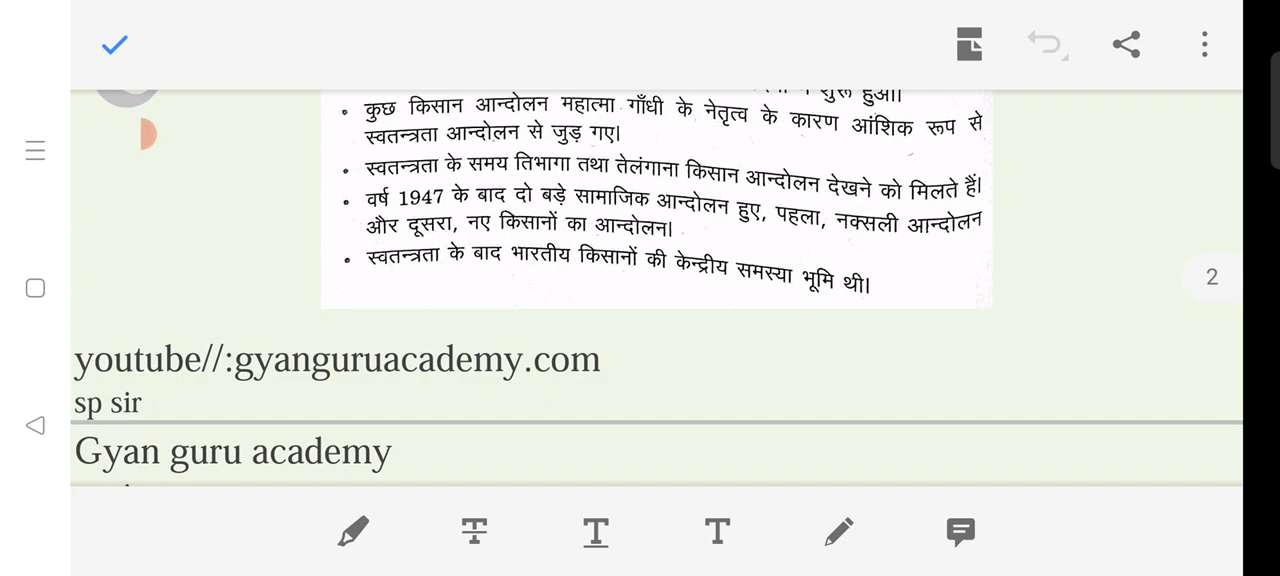 शुरू हुआ।
• कुछ किसान आन्दोलन महात्मा गाँधी के नेतृत्व के कारण आंशिक रूप से
स्वतन्त्रता आन्दोलन से जुड़ गए।
• स्वतन्त्रता के समय तिभागा तथा तेलंगाना किसान आन्दोलन देखने को मिलते हैं।
• वर्ष 1947 के बाद दो बड़े सामाजिक आन्दोलन हुए, पहला, नक्सली आन्दोलन
और दूसरा, नए किसानों का आन्दोलन।
• स्वतन्त्रता के बाद भारतीय किसानों की केन्द्रीय समस्या भूमि थी।
2
youtube//:gyanguruacademy.com
sp sir
Gyan guru academy